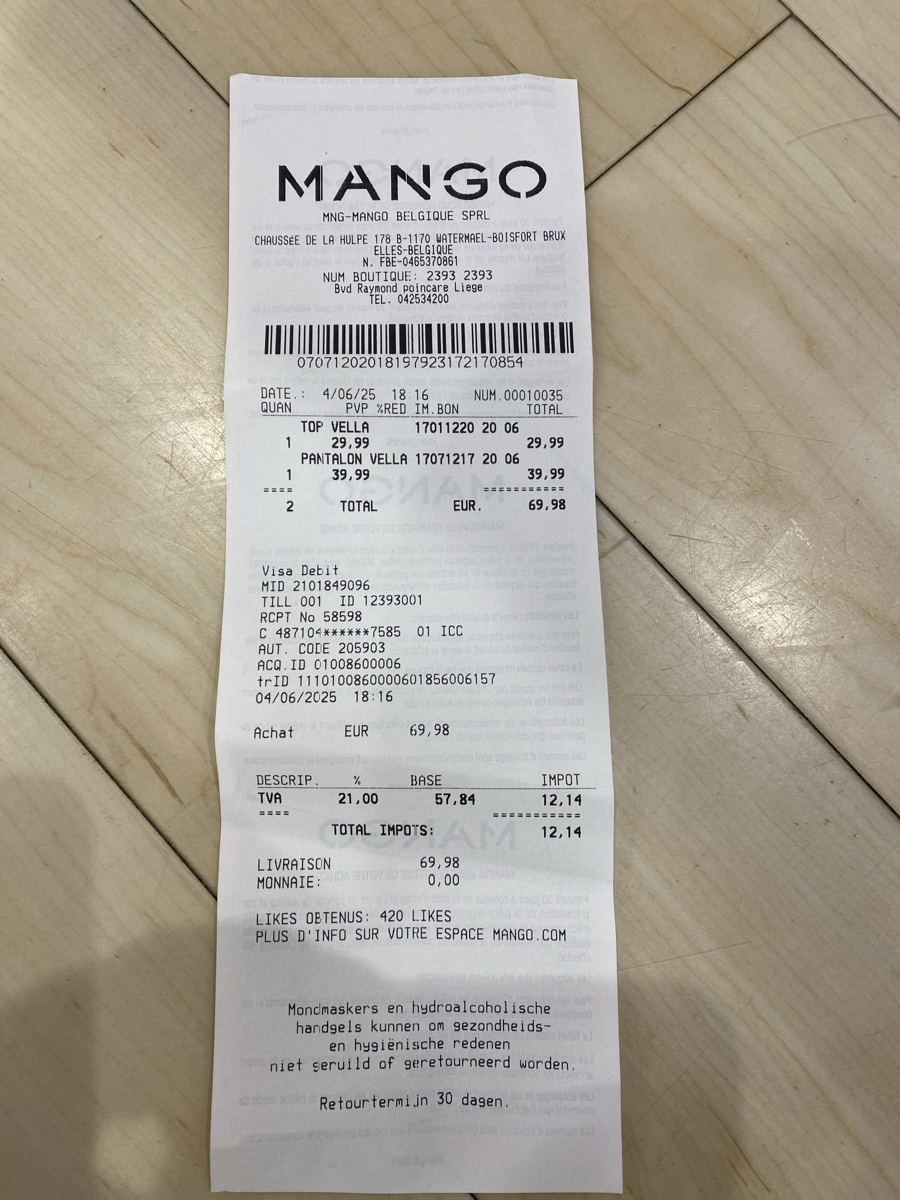 MANGO
MNG-MANGO BELGIQUE SPRL
CHAUSSéE DE LA HULPE 178 B-1170 WATERMAEL-BOISFORT BRUX
ELLES-BELGIQUE
N. FBE-0465370861
NUM BOUTIQUE: 2393 2393
Bvd Raymond poincare Liege
TEL. 042534200
070712020181979231721 70854
DATE.: 4/06/25 18:16 NUM.00010035
QUAN PVP %RED IM.BON TOTAL
TOP VELLA 17011220 20 06
1 29,99 29,99
PANTALON VELLA 17071217 20 06
1 39,99 39,99
==== ===========
2 TOTAL EUR. 69,98
Visa Debit
MID 2101849096
TILL 001 ID 12393001
RCPT No 58598
C 487104******7585 01 ICC
AUT. CODE 205903
ACQ.ID 01008600006
trID 1110100860000601856006157
04/06/2025 18:16
Achat EUR 69,98
DESCRIP. % BASE IMPOT
TVA 21,00 57,84 12,14
==== ===========
TOTAL IMPOTS: 12,14
LIVRAISON 69,98
MONNAIE: 0,00
LIKES OBTENUS: 420 LIKES
PLUS D'INFO SUR VOTRE ESPACE MANGO.COM
Mondmaskers en hydroalcoholische
handgels kunnen om gezondheids-
en hygiënische redenen
niet geruild of geretourneerd worden.
Retourtermijn 30 dagen.